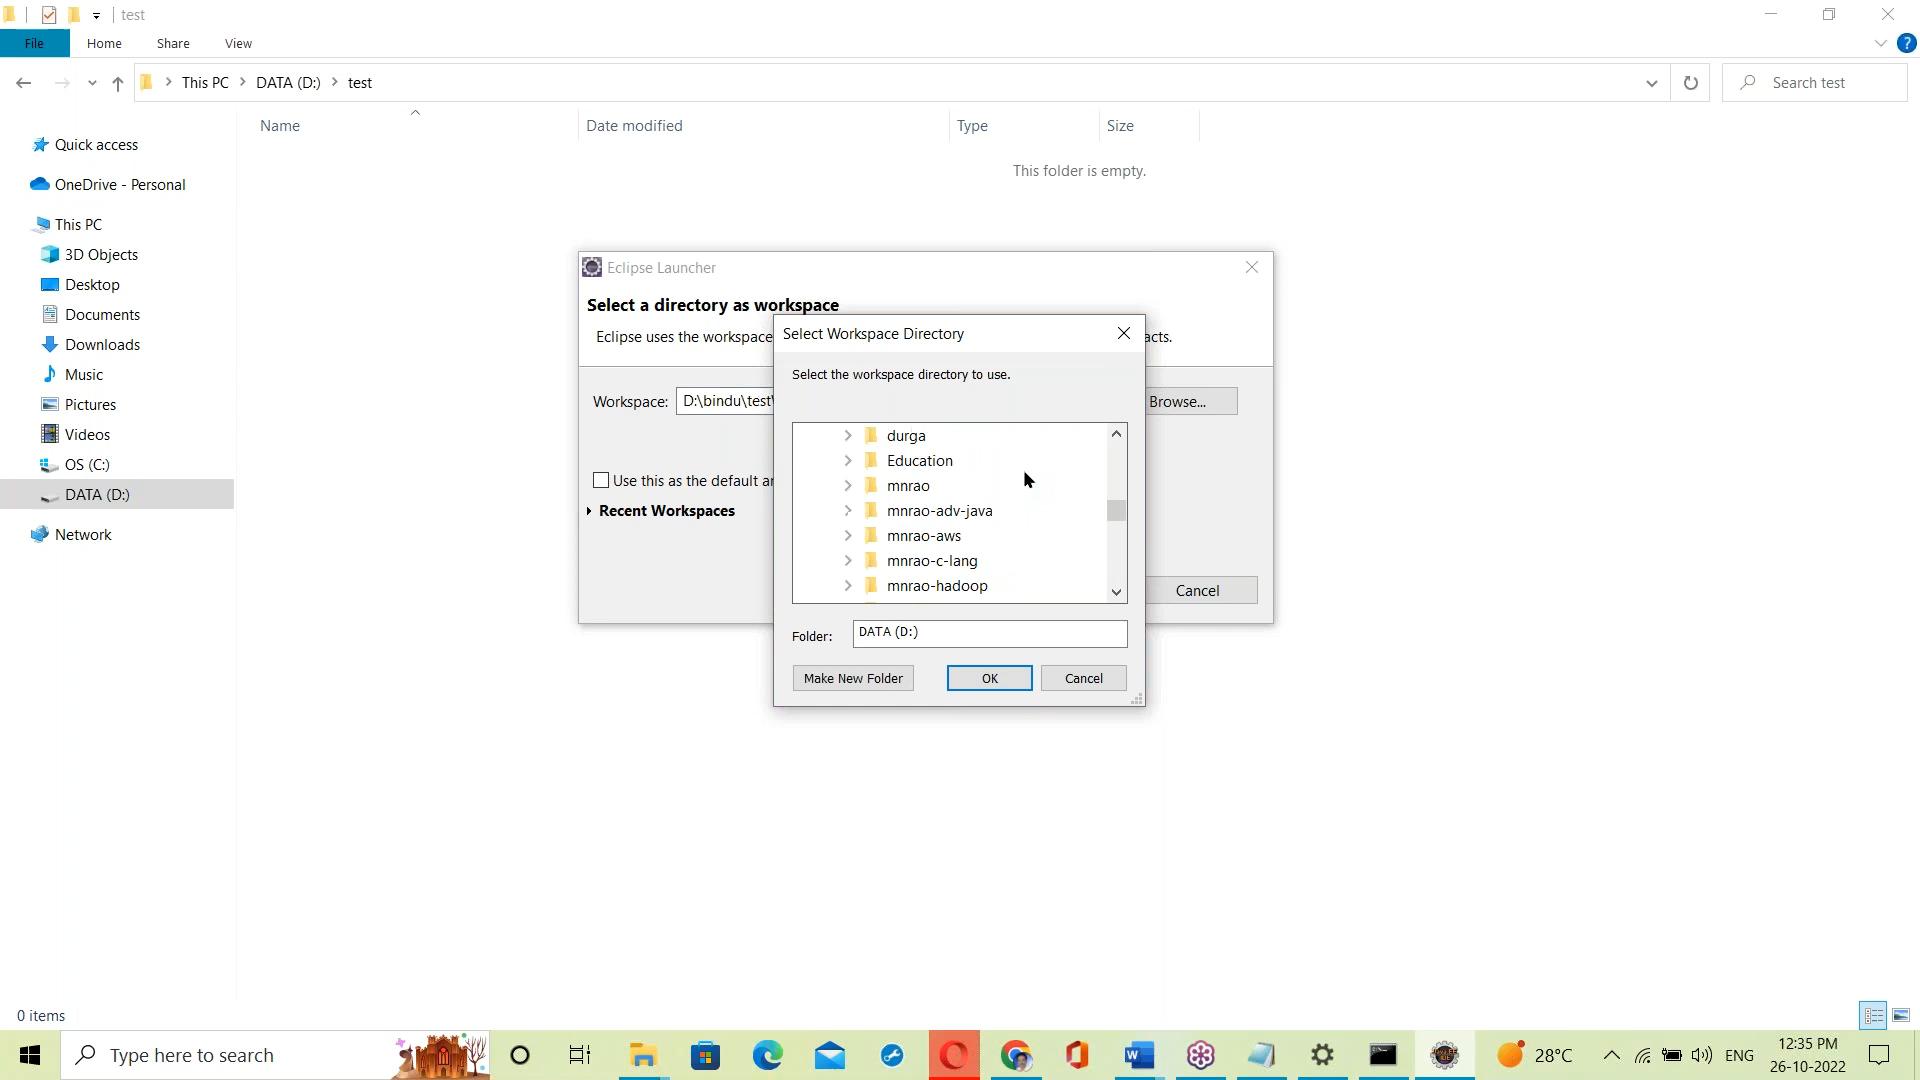 test
File Home Share View
This PC DATA (D:) test
Search test
Name Date modified Type Size
This folder is empty.
Quick access
OneDrive - Personal
This PC
3D Objects
Desktop
Documents
Downloads
Music
Pictures
Videos
OS (C:)
DATA (D:)
Network
Eclipse Launcher
Select a directory as workspace
Eclipse uses the workspace acts.
Workspace: D:\bindu\test\ Browse...
Use this as the default ar
Recent Workspaces
Cancel
Select Workspace Directory
Select the workspace directory to use.
durga
Education
mnrao
mnrao-adv-java
mnrao-aws
mnrao-c-lang
mnrao-hadoop
Folder: DATA (D:)
Make New Folder OK Cancel
0 items
Type here to search
28°C ENG 12:35 PM
26-10-2022